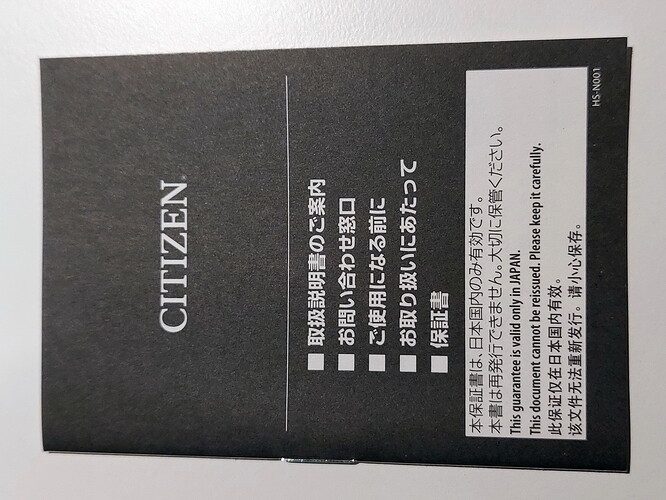 CITIZEN®
■ 取扱説明書のご案内
■ お問い合わせ窓口
■ ご使用になる前に
■ お取り扱いにあたって
■ 保証書
本保証書は、日本国内のみ有効です。
本書は再発行できません。大切に保管ください。
This guarantee is valid only in JAPAN.
This document cannot be reissued. Please keep it carefully.
此保证仅在日本国内有效。
该文件无法重新发行。请小心保存。
HS-N001